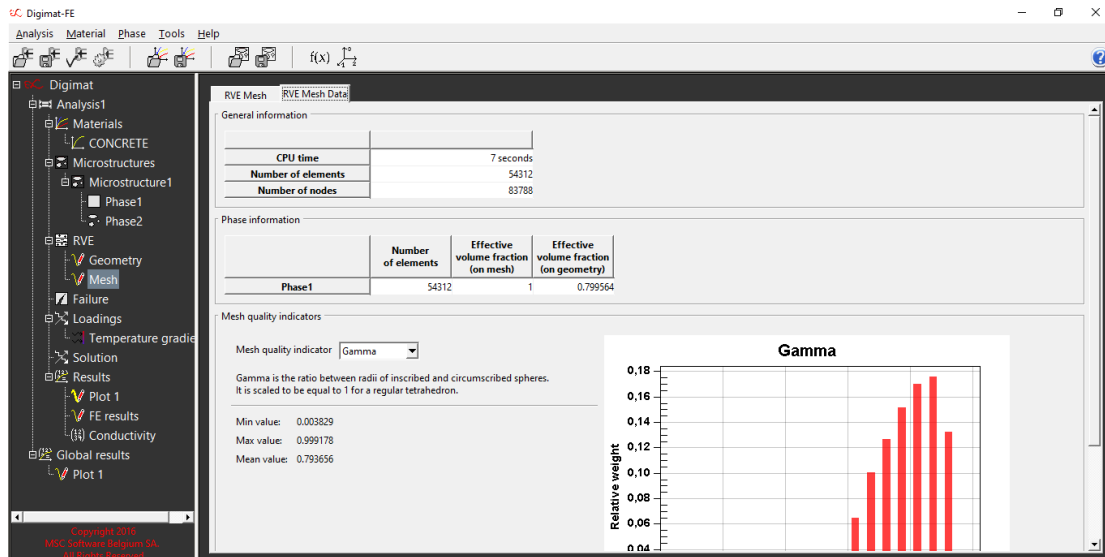 Digimat-FE
Analysis Material Phase Tools Help
f(x)
Digimat
Analysis1
Materials
CONCRETE
Microstructures
Microstructure1
Phase1
Phase2
RVE
Geometry
Mesh
Failure
Loadings
Temperature gradie
Solution
Results
Plot 1
FE results
Conductivity
Global results
Plot 1
Copyright 2016
MSC Software Belgium SA.
All Rights Reserved
RVE Mesh RVE Mesh Data
General information
CPU time 7 seconds
Number of elements 54312
Number of nodes 83788
Phase information
Number of elements Effective volume fraction (on mesh) Effective volume fraction (on geometry)
Phase1 54312 1 0.799564
Mesh quality indicators
Mesh quality indicator Gamma
Gamma is the ratio between radii of inscribed and circumscribed spheres.
It is scaled to be equal to 1 for a regular tetrahedron.
Min value: 0.003829
Max value: 0.999178
Mean value: 0.793656
Gamma
Relative weight
0,18
0,16
0,14
0,12
0,10
0,08
0,06
0,04